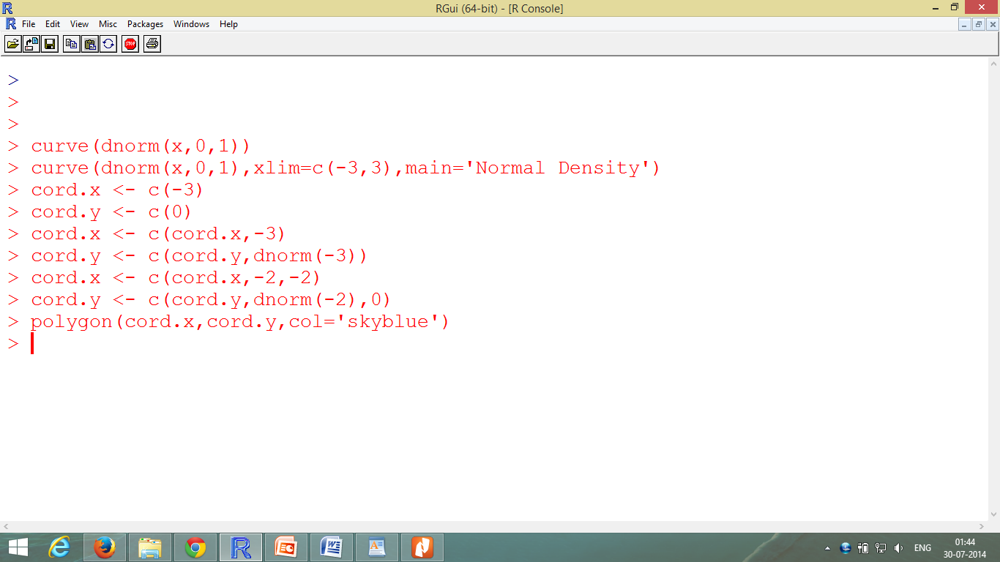 RGui (64-bit) - [R Console]
File Edit View Misc Packages Windows Help
STOP
>
>
>
> curve(dnorm(x,0,1))
> curve(dnorm(x,0,1),xlim=c(-3,3),main='Normal Density')
> cord.x <- c(-3)
> cord.y <- c(0)
> cord.x <- c(cord.x,-3)
> cord.y <- c(cord.y,dnorm(-3))
> cord.x <- c(cord.x,-2,-2)
> cord.y <- c(cord.y,dnorm(-2),0)
> polygon(cord.x,cord.y,col='skyblue')
>
ENG
01:44
30-07-2014